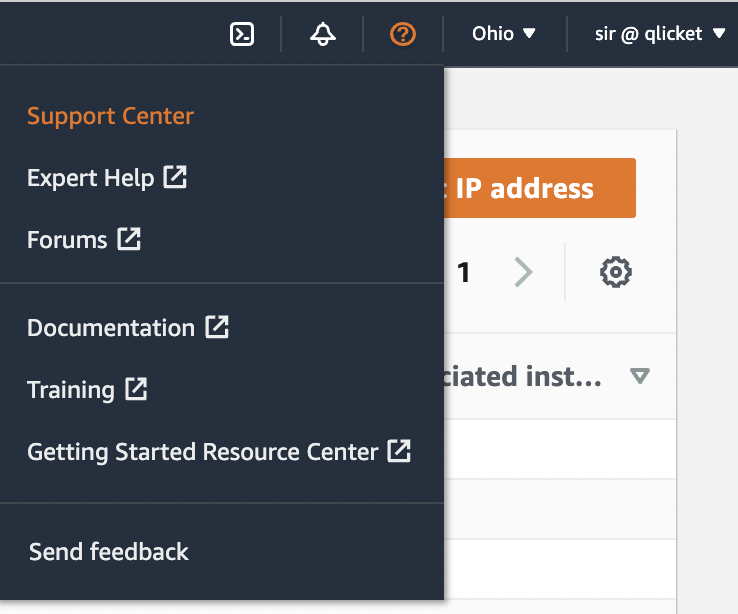 Ohio
sir @ qlicket
Support Center
Expert Help
Forums
Documentation
Training
Getting Started Resource Center
Send feedback
IP address
1
ciated inst...